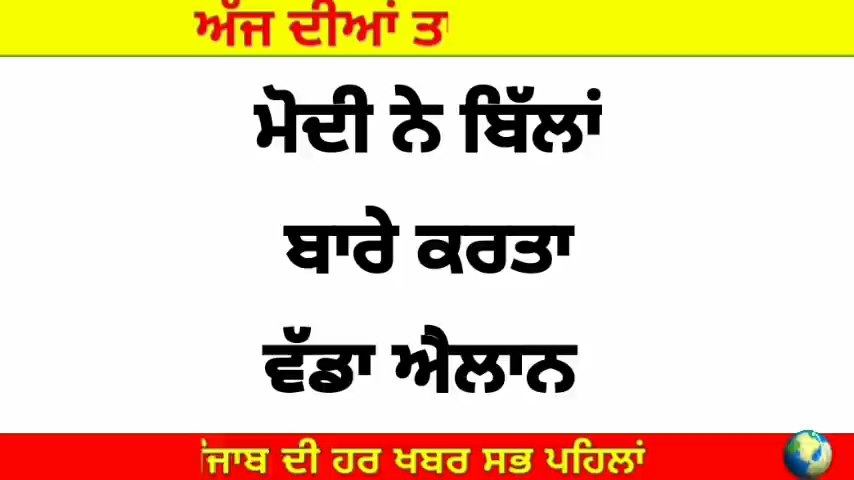 ਅੱਜ ਦੀਆਂ ਤਾ
ਮੋਦੀ ਨੇ ਬਿੱਲਾਂ
ਬਾਰੇ ਕਰਤਾ
ਵੱਡਾ ਐਲਾਨ
ਦੀ ਹਰ ਖਬਰ ਸਭ ਪਹਿਲਾਂ